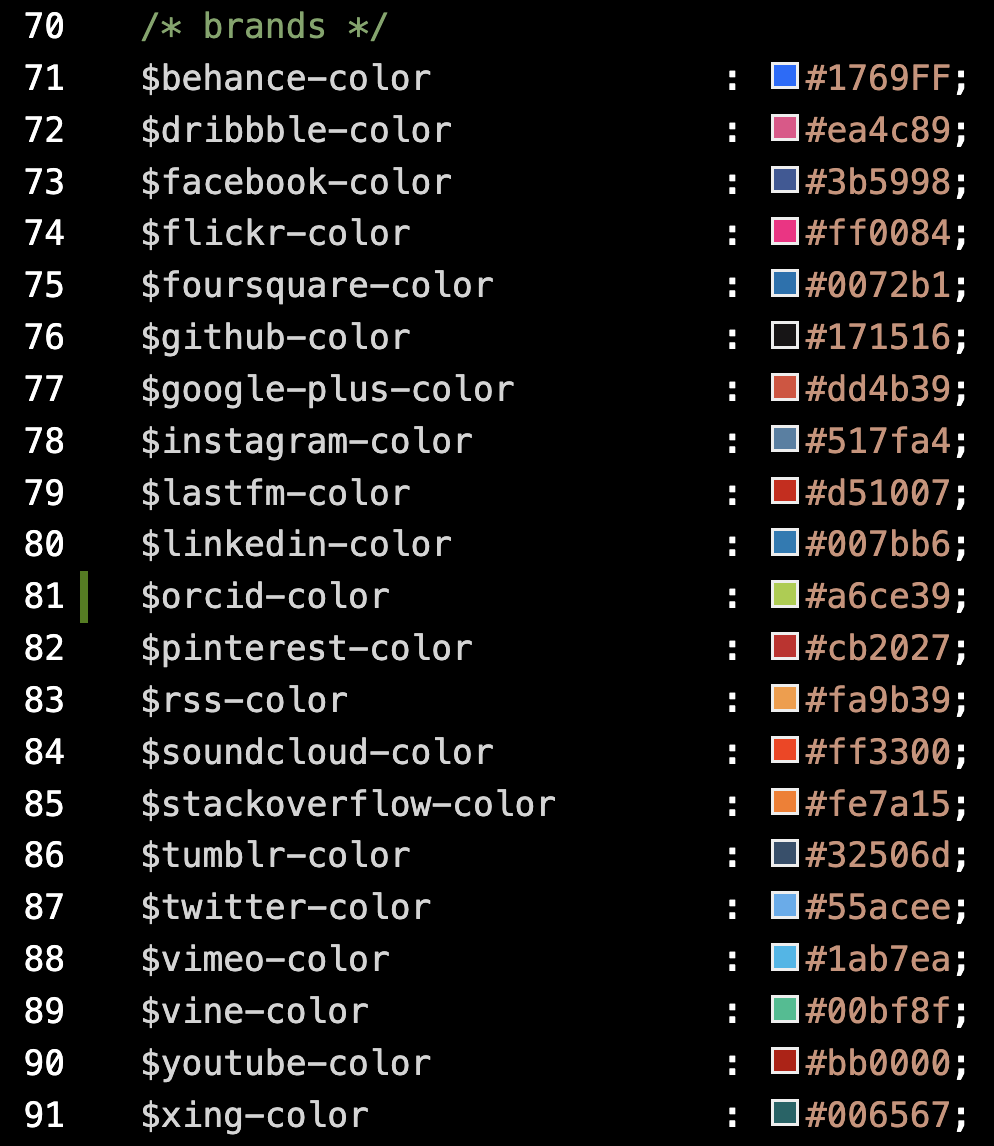 70 /* brands */
71 $behance-color : #1769FF;
72 $dribbble-color : #ea4c89;
73 $facebook-color : #3b5998;
74 $flickr-color : #ff0084;
75 $foursquare-color : #0072b1;
76 $github-color : #171516;
77 $google-plus-color : #dd4b39;
78 $instagram-color : #517fa4;
79 $lastfm-color : #d51007;
80 $linkedin-color : #007bb6;
81 $orcid-color : #a6ce39;
82 $pinterest-color : #cb2027;
83 $rss-color : #fa9b39;
84 $soundcloud-color : #ff3300;
85 $stackoverflow-color : #fe7a15;
86 $tumblr-color : #32506d;
87 $twitter-color : #55acee;
88 $vimeo-color : #1ab7ea;
89 $vine-color : #00bf8f;
90 $youtube-color : #bb0000;
91 $xing-color : #006567;